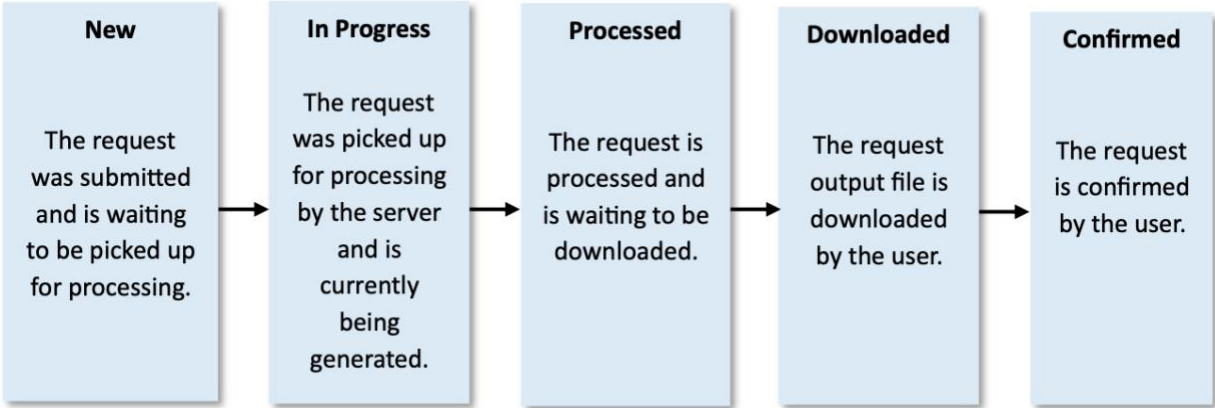 New
The request
was submitted
and is waiting
to be picked up
for processing.
In Progress
The request
was picked up
for processing
by the server
and is
currently
being
generated.
Processed
The request is
processed and
is waiting to be
downloaded.
Downloaded
The request
output file is
downloaded
by the user.
Confirmed
The request
is confirmed
by the user.